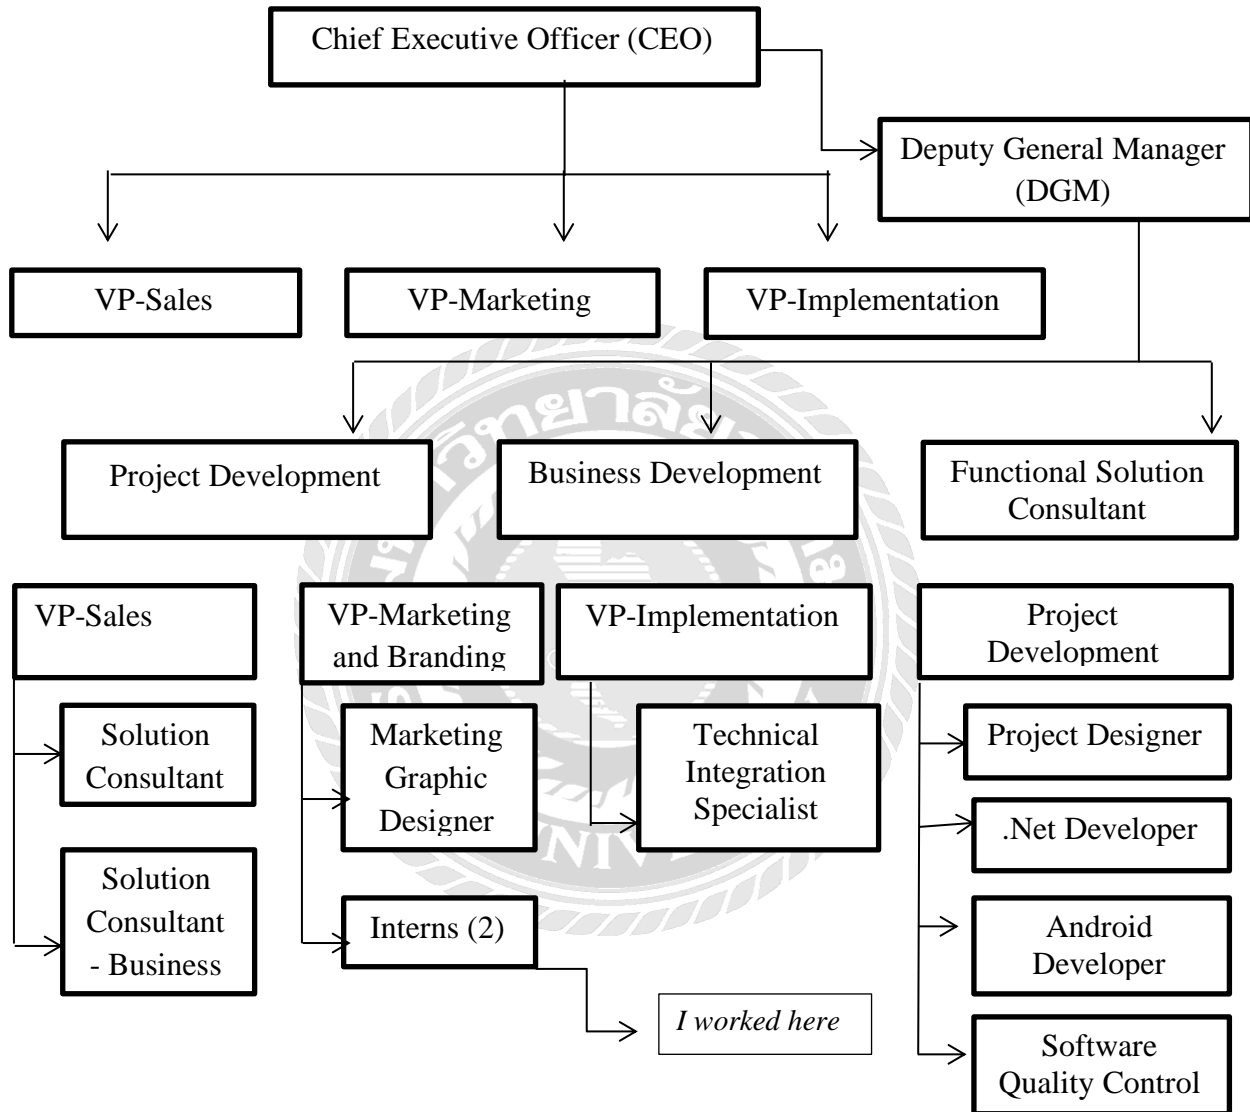 Chief Executive Officer (CEO)
Deputy General Manager
(DGM)
VP-Sales
VP-Marketing
VP-Implementation
Project Development
Business Development
Functional Solution
Consultant
VP-Sales
VP-Marketing
and Branding
VP-Implementation
Project
Development
Solution
Consultant
Marketing
Graphic
Designer
Technical
Integration
Specialist
Project Designer
.Net Developer
Solution
Consultant
- Business
Interns (2)
Android
Developer
I worked here
Software
Quality Control